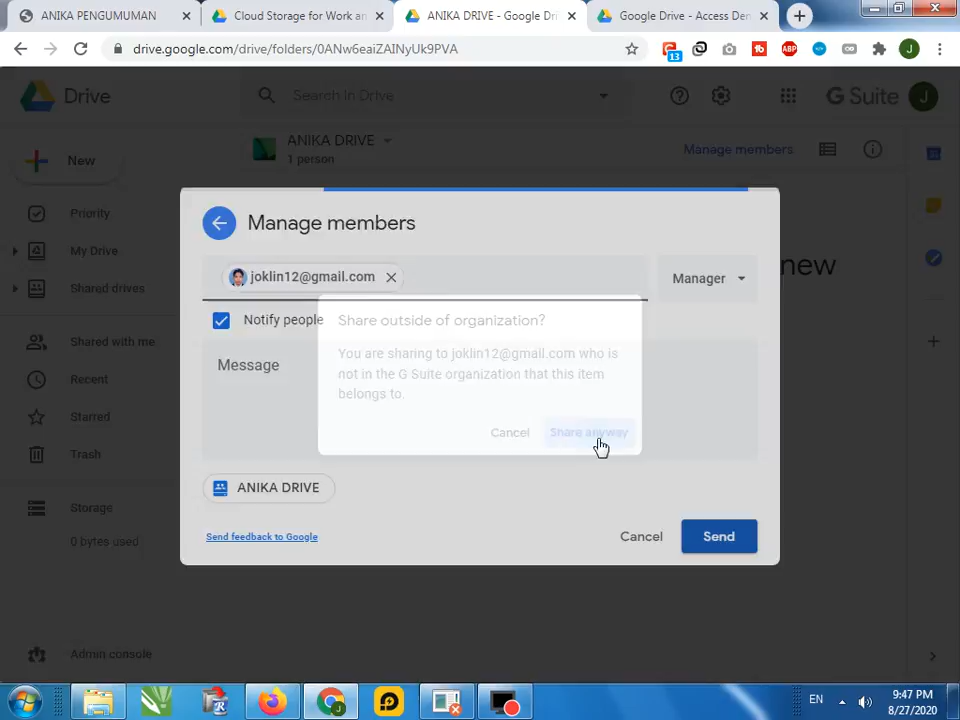 ANIKA PENGUMUMAN
Cloud Storage for Work an
ANIKA DRIVE - Google Dri
Google Drive - Access Den
drive.google.com/drive/folders/0ANw6eaiZAINyUk9PVA
13
ABP
J
Drive
Search in Drive
G Suite
J
New
ANIKA DRIVE
1 person
Manage members
Priority
My Drive
Shared drives
Shared with me
Recent
Starred
Trash
Storage
0 bytes used
Admin console
new
Manage members
joklin12@gmail.com
Manager
Notify people
Message
Share outside of organization?
You are sharing to joklin12@gmail.com who is
not in the G Suite organization that this item
belongs to.
Cancel
Share anyway
ANIKA DRIVE
Send feedback to Google
Cancel
Send
EN
9:47 PM
8/27/2020